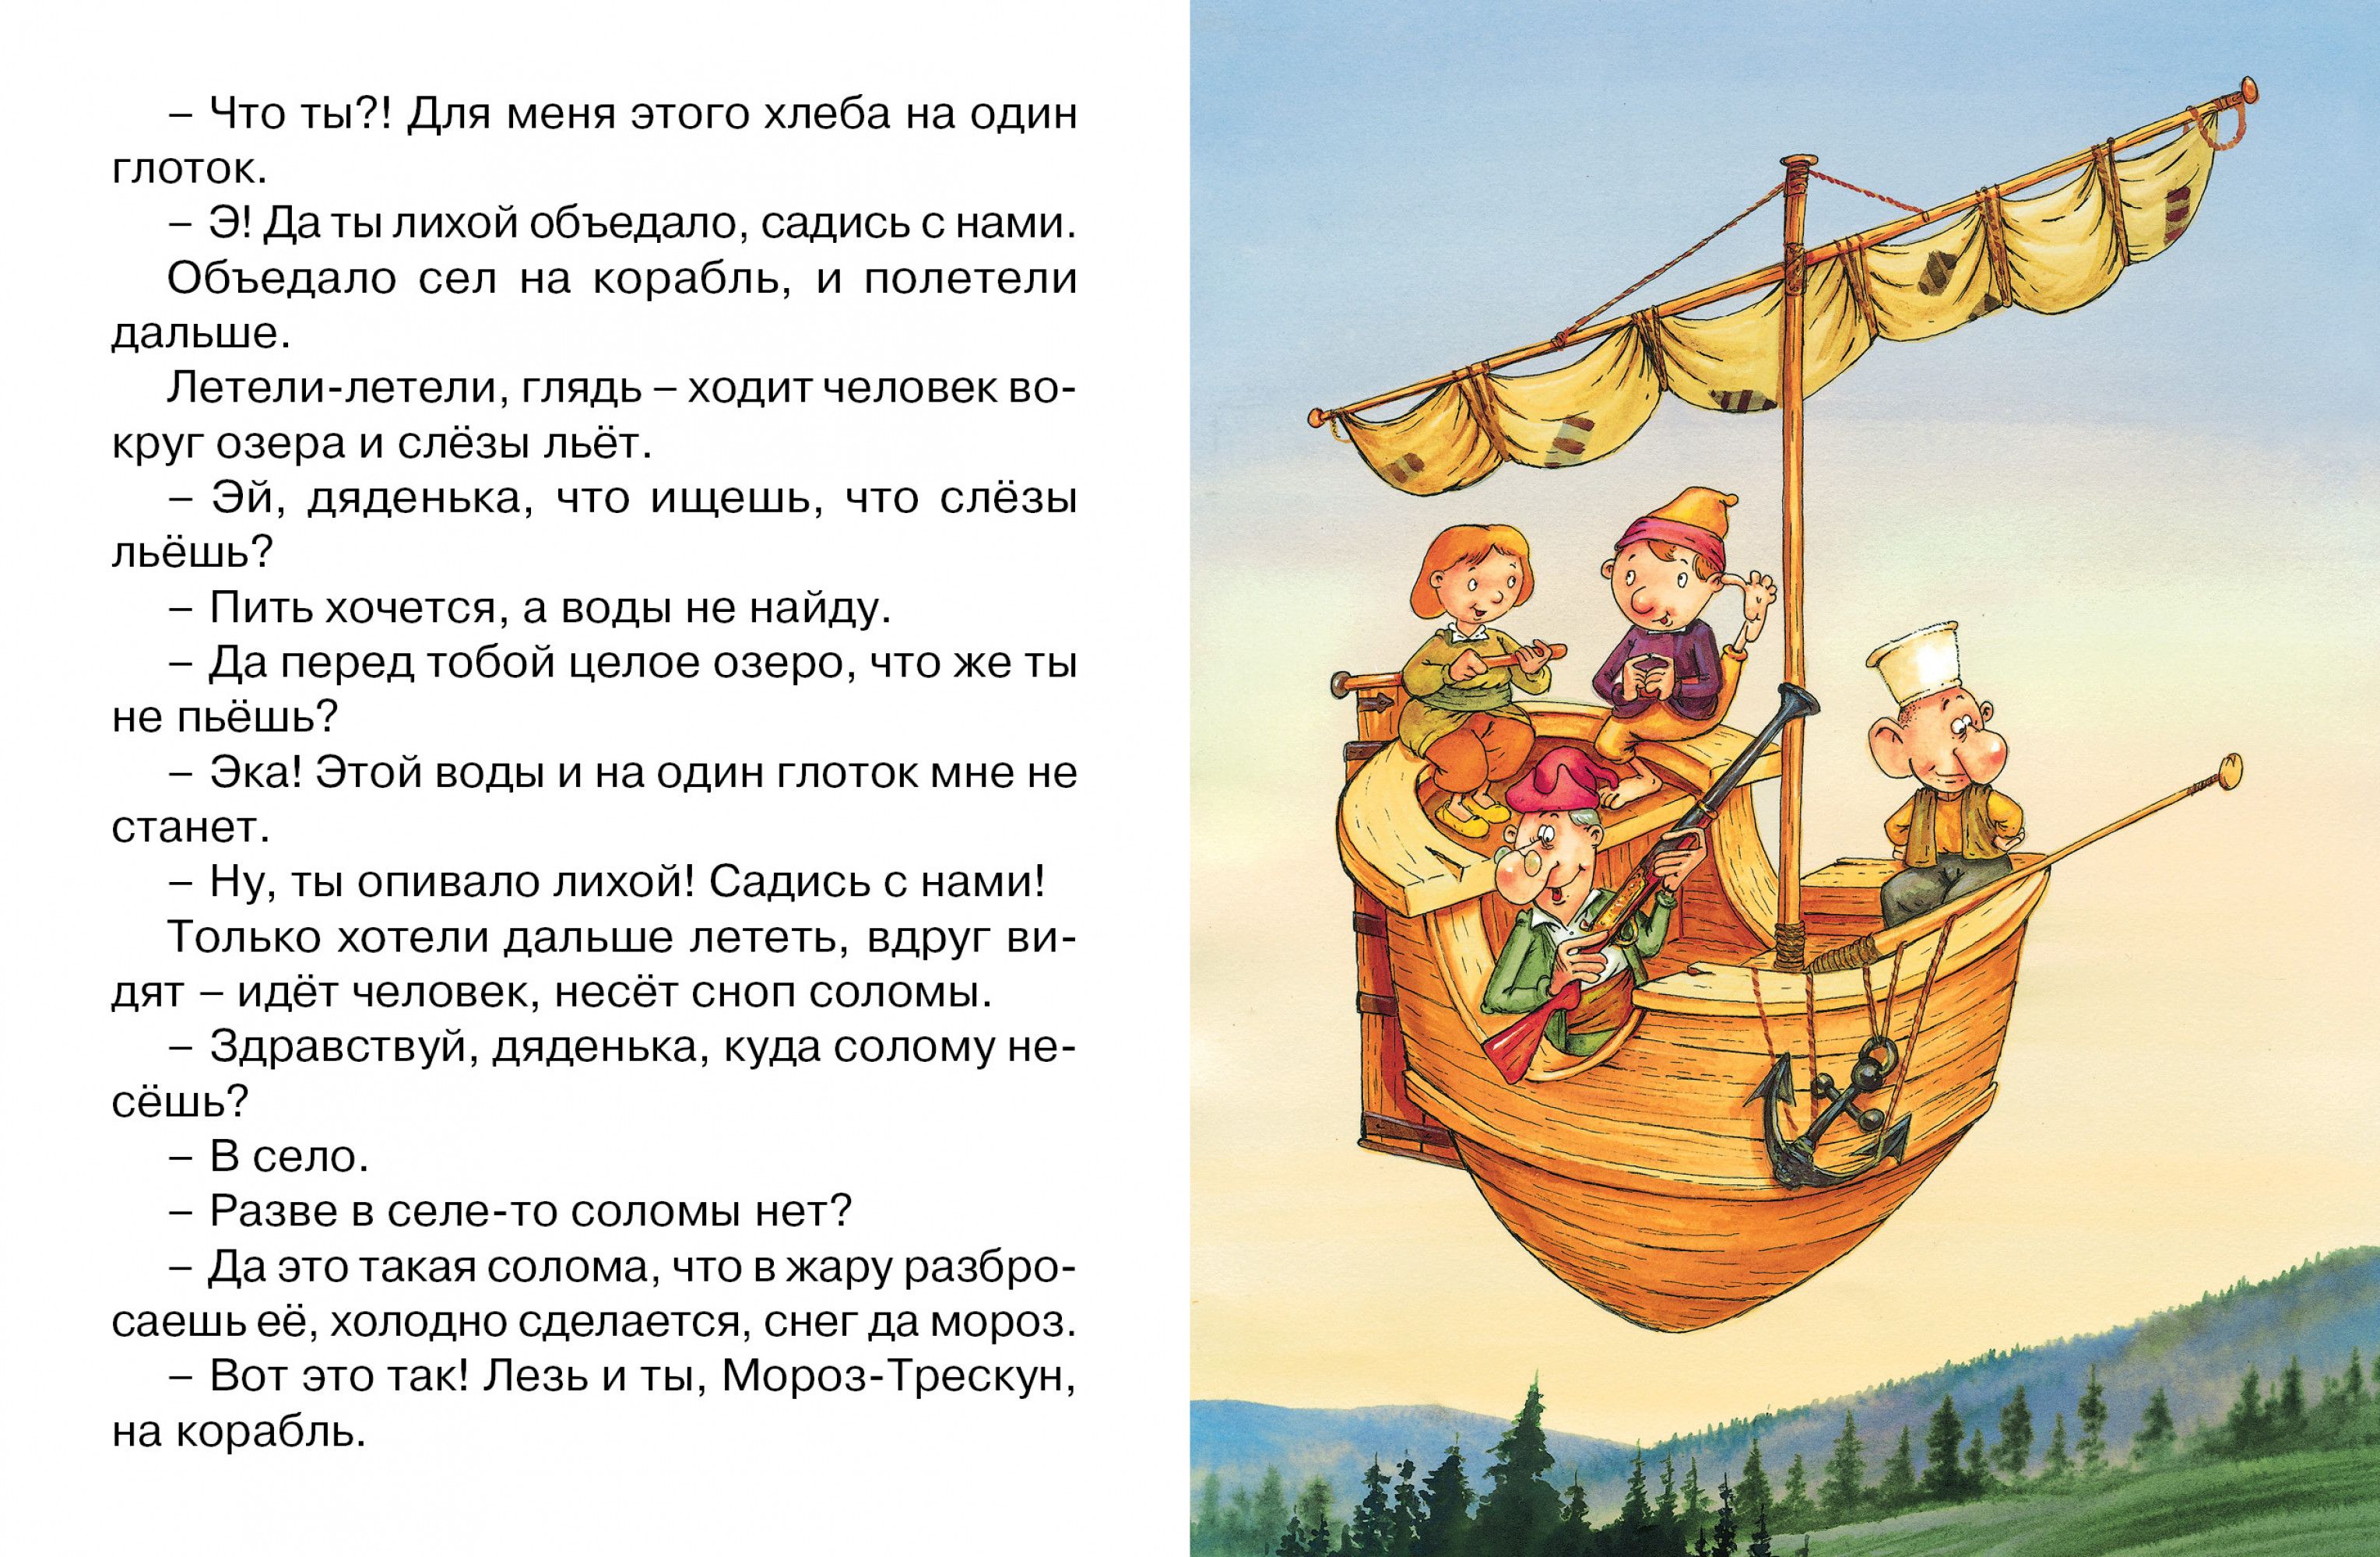 – Что ты?! Для меня этого хлеба на один
глоток.
– Э! Да ты лихой объедало, садись с нами.
Объедало сел на корабль, и полетели
дальше.
Летели-летели, глядь – ходит человек во-
круг озера и слёзы льёт.
– Эй, дяденька, что ищешь, что слёзы
льёшь?
– Пить хочется, а воды не найду.
– Да перед тобой целое озеро, что же ты
не пьёшь?
– Эка! Этой воды и на один глоток мне не
станет.
– Ну, ты опивало лихой! Садись с нами!
Только хотели дальше лететь, вдруг ви-
дят – идёт человек, несёт сноп соломы.
– Здравствуй, дяденька, куда солому не-
сёшь?
– В село.
– Разве в селе-то соломы нет?
– Да это такая солома, что в жару разбро-
саешь её, холодно сделается, снег да мороз.
– Вот это так! Лезь и ты, Мороз-Трескун,
на корабль.